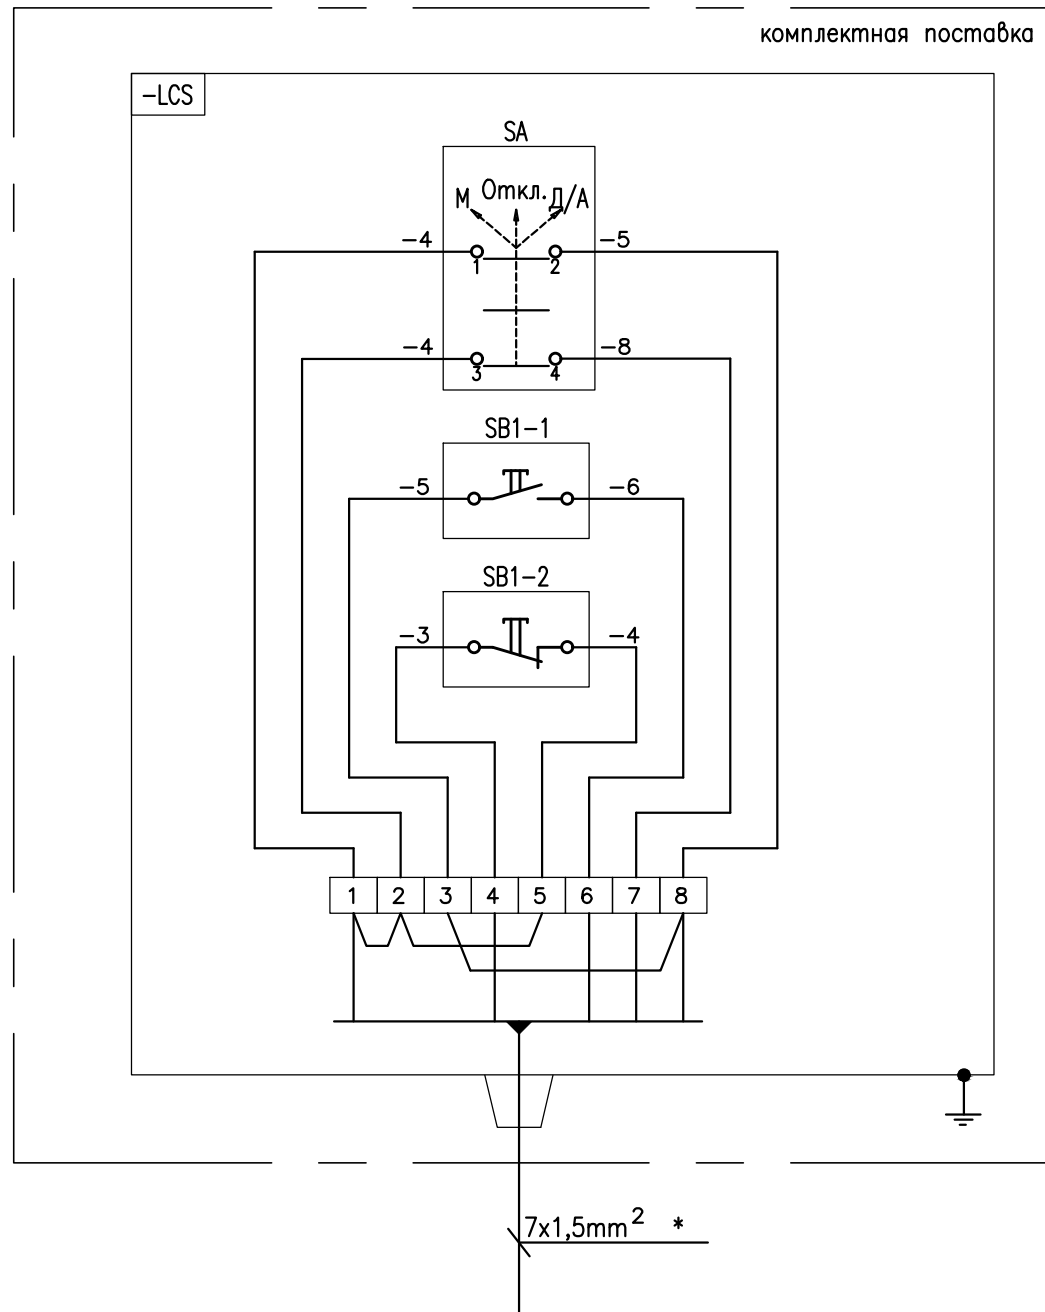 комплектная поставка
-LCS
SA
М Откл. Д/А
-4 -5
1 2
-4 -8
3 4
SB1-1
-5 -6
SB1-2
-3 -4
1 2 3 4 5 6 7 8
7x1,5mm² *